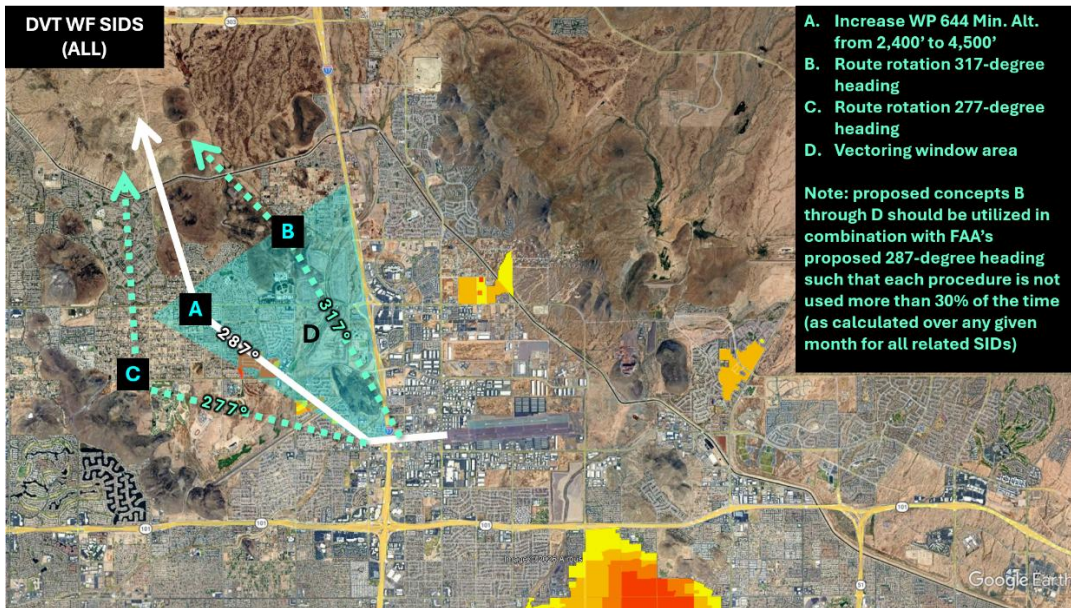 DVT WF SIDS
(ALL)
A. Increase WP 644 Min. Alt.
from 2,400' to 4,500'
B. Route rotation 317-degree
heading
C. Route rotation 277-degree
heading
D. Vectoring window area
Note: proposed concepts B
through D should be utilized in
combination with FAA's
proposed 287-degree heading
such that each procedure is not
used more than 30% of the time
(as calculated over any given
month for all related SIDs)
303
B
317°
A
D
287°
C
277°
101
101
101
101
51
Google Earth